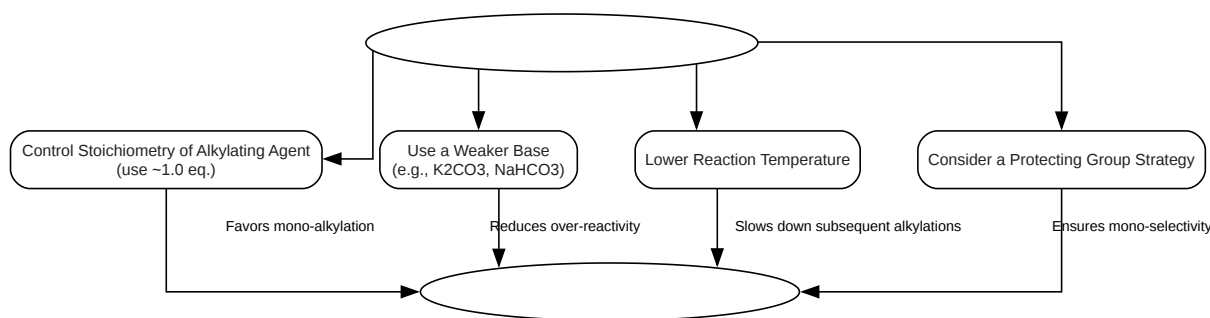 Control Stoichiometry of Alkylating Agent
(use ~1.0 eq.)
Use a Weaker Base
(e.g., K2CO3, NaHCO3)
Lower Reaction Temperature
Consider a Protecting Group Strategy
Favors mono-alkylation
Reduces over-reactivity
Slows down subsequent alkylations
Ensures mono-selectivity